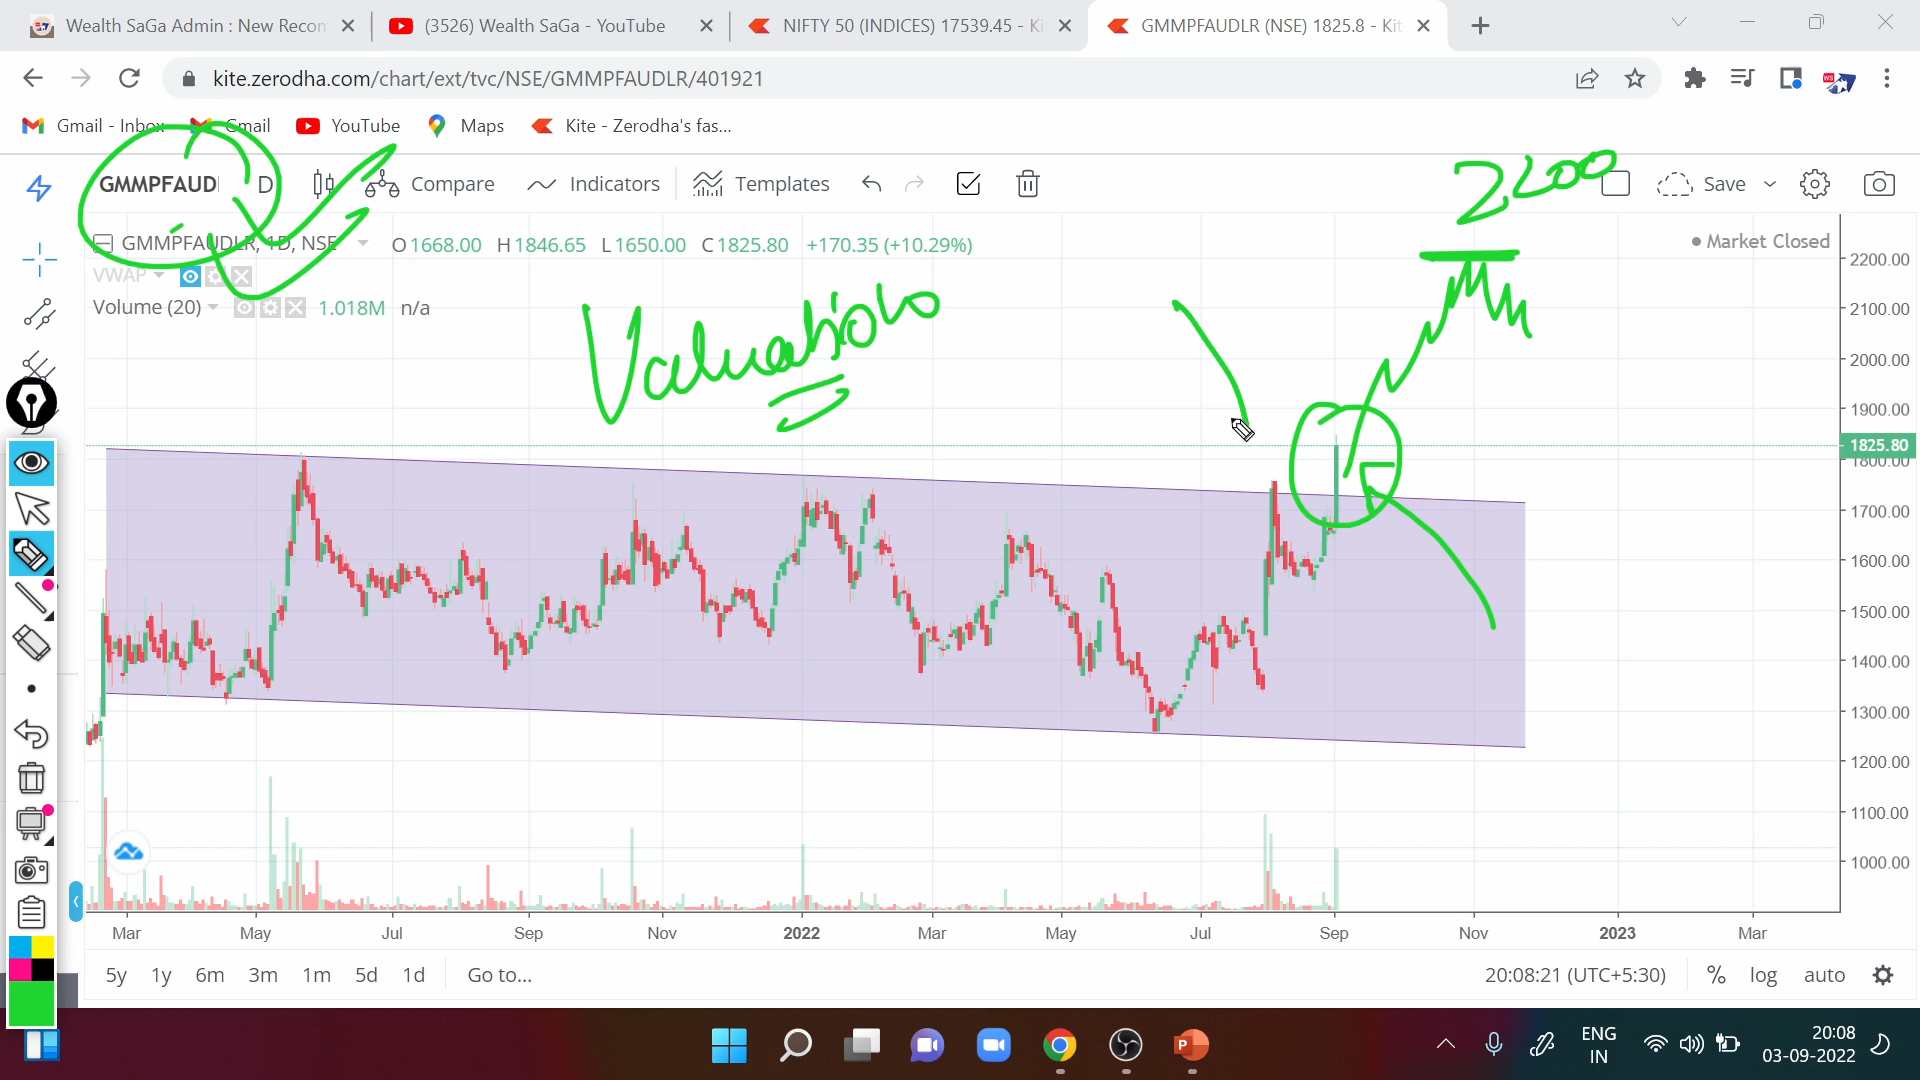 Wealth SaGa Admin : New Recon
(3526) Wealth SaGa - YouTube
NIFTY 50 (INDICES) 17539.45 - Ki
GMMPFAUDLR (NSE) 1825.8 - Kit
kite.zerodha.com/chart/ext/tvc/NSE/GMMPFAUDLR/401921
Gmail - Inbox Gmail YouTube Maps Kite - Zerodha's fas...
GMMPFAUD D Compare Indicators Templates Save
2200
GMMPFAUDLR, 1D, NSE O1668.00 H1846.65 L1650.00 C1825.80 +170.35 (+10.29%)
Market Closed
VWAP
Volume (20) 1.018M n/a
Valuations
2200.00
2100.00
2000.00
1900.00
1825.80
1800.00
1700.00
1600.00
1500.00
1400.00
1300.00
1200.00
1100.00
1000.00
Mar May Jul Sep Nov 2022 Mar May Jul Sep Nov 2023 Mar
5y 1y 6m 3m 1m 5d 1d Go to... 20:08:21 (UTC+5:30) % log auto
ENG
IN
20:08
03-09-2022